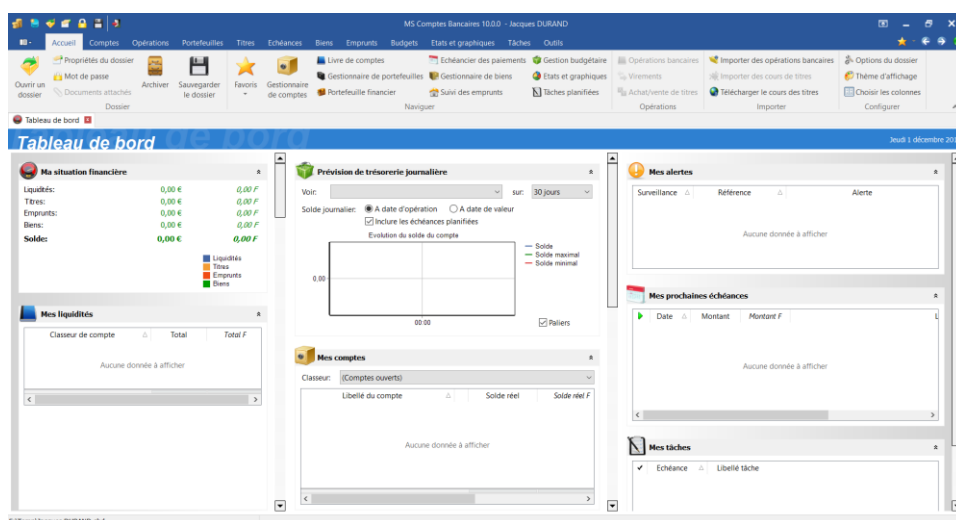 MS Comptes Bancaires 10.0.0 - Jacques DURAND
Accueil Comptes Opérations Portefeuilles Titres Echéances Biens Emprunts Budgets Etats et graphiques Tâches Outils
Ouvrir un dossier
Propriétés du dossier
Mot de passe
Documents attachés
Archiver
Sauvegarder le dossier
Dossier
Favoris
Gestionnaire de comptes
Livre de comptes
Gestionnaire de portefeuilles
Portefeuille financier
Echéancier des paiements
Gestionnaire de biens
Suivi des emprunts
Gestion budgétaire
Etats et graphiques
Tâches planifiées
Naviguer
Opérations bancaires
Virements
Achat/vente de titres
Opérations
Importer des opérations bancaires
Importer des cours de titres
Télécharger le cours des titres
Importer
Options du dossier
Thème d'affichage
Choisir les colonnes
Configurer
Tableau de bord
Tableau de bord
Jeudi 1 décembre 201
Ma situation financière
Liquidités: 0,00 € 0,00 F
Titres: 0,00 € 0,00 F
Emprunts: 0,00 € 0,00 F
Biens: 0,00 € 0,00 F
Solde: 0,00 € 0,00 F
Liquidités
Titres
Emprunts
Biens
Mes liquidités
Classeur de compte Total Total F
Aucune donnée à afficher
Prévision de trésorerie journalière
Voir: sur: 30 jours
Solde journalier: A date d'opération A date de valeur
Inclure les échéances planifiées
Evolution du solde du compte
Solde
Solde maximal
Solde minimal
0,00
00:00
Paliers
Mes comptes
Classeur: (Comptes ouverts)
Libellé du compte Solde réel Solde réel F
Aucune donnée à afficher
Mes alertes
Surveillance Référence Alerte
Aucune donnée à afficher
Mes prochaines échéances
Date Montant Montant F L
Aucune donnée à afficher
Mes tâches
Echéance Libellé tâche